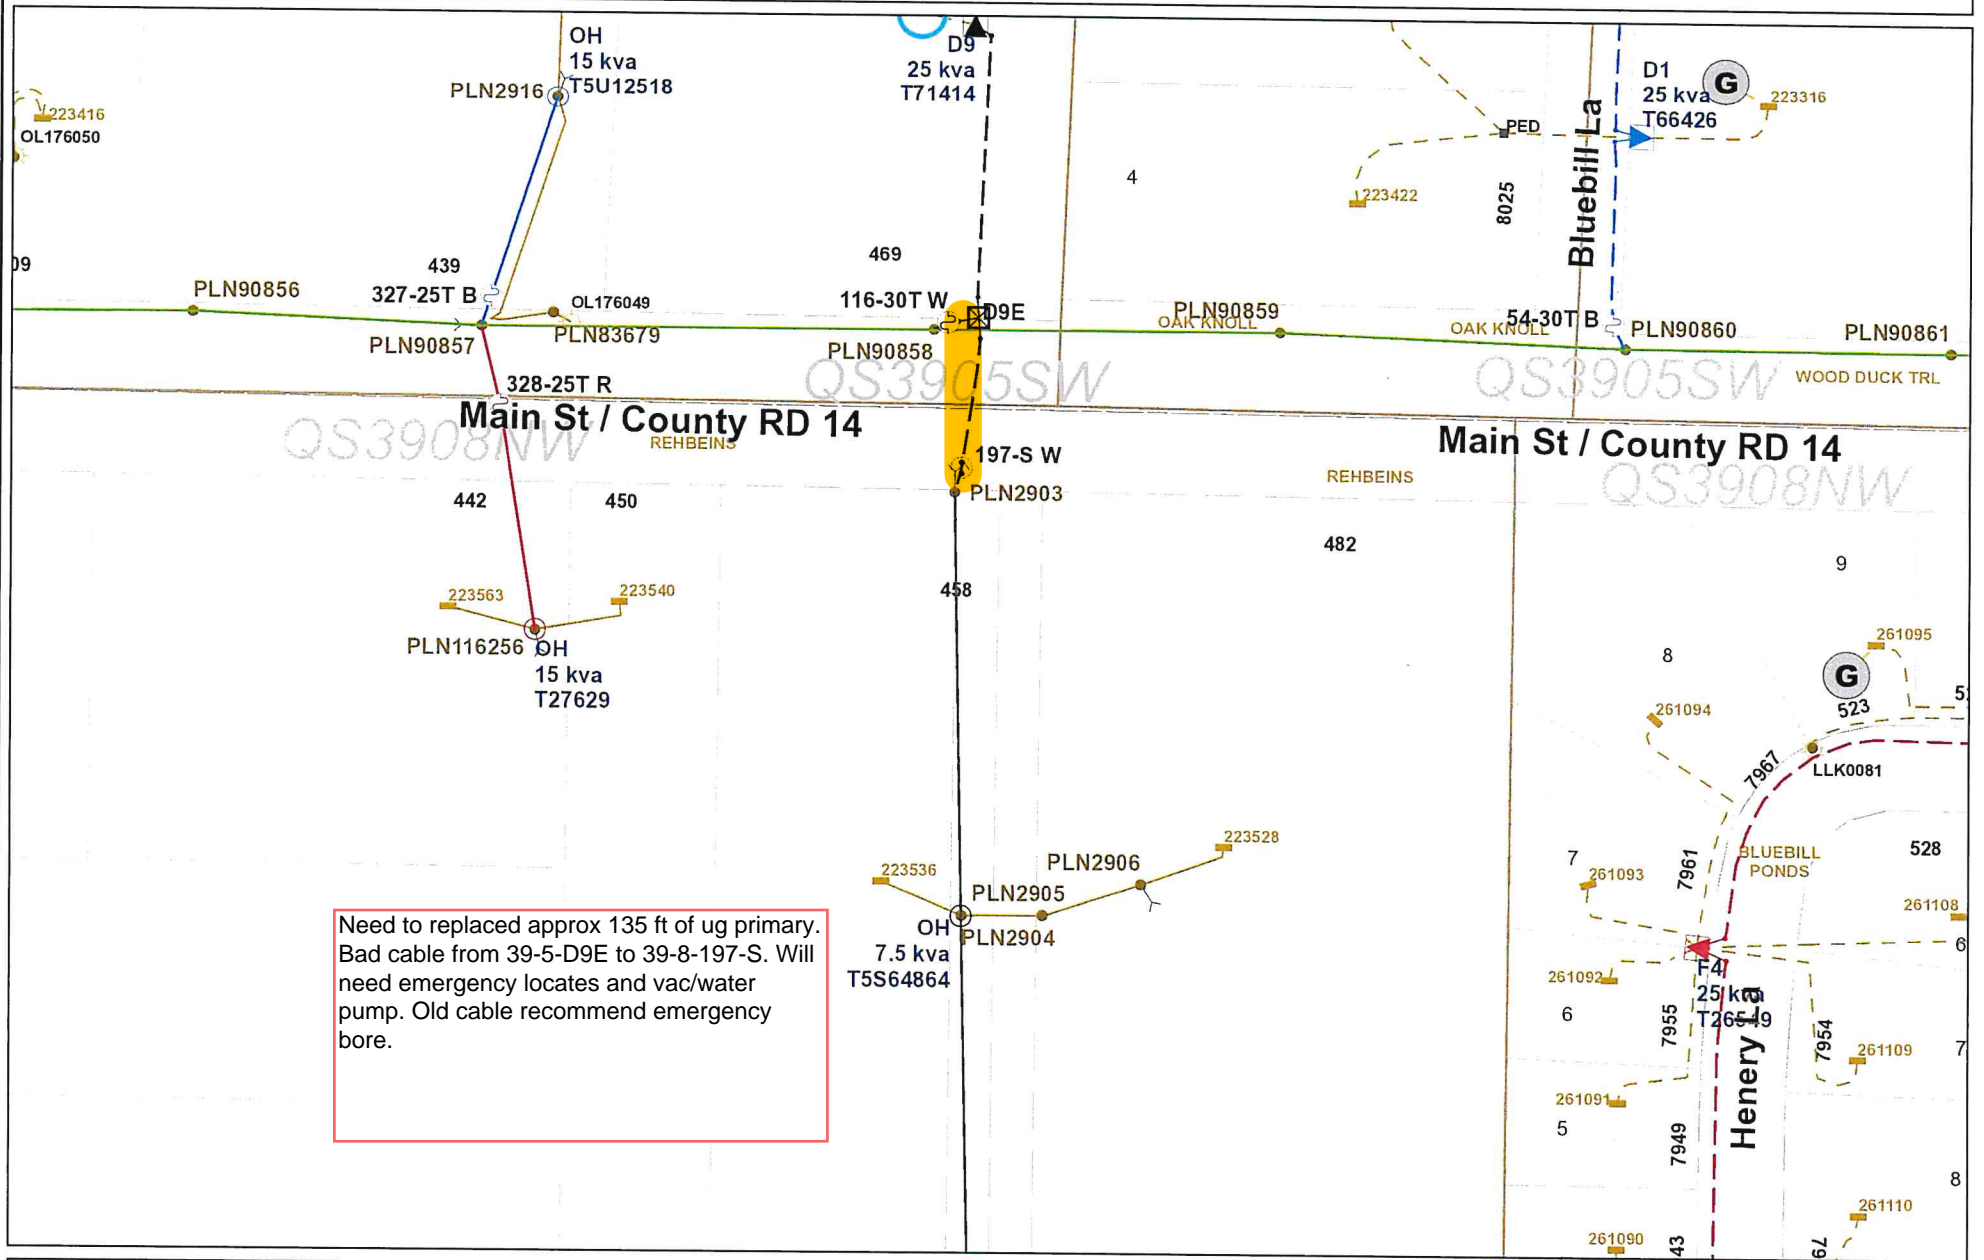 OH
15 kva
T5U12518
PLN2916
D9
25 kva
T71414
D1
25 kva
T66426
G
223316
223416
OL176050
PED
Bluebill La
4
223422
8025
09
439
469
PLN90856
327-25T B
OL176049
116-30T W
D9E
PLN90859
OAK KNOLL
OAK KNOLL
54-30T B
PLN90860
PLN90861
PLN90857
PLN83679
PLN90858
QS3905SW
QS3905SW
WOOD DUCK TRL
328-25T R
Main St / County RD 14
QS3908NW
REHBEINS
197-S W
Main St / County RD 14
REHBEINS
QS3908NW
442
450
PLN2903
482
9
458
223563
223540
PLN116256
OH
15 kva
T27629
8
261095
G
523
261094
7967
LLK0081
223528
223536
PLN2906
PLN2905
PLN2904
OH
7.5 kva
T5S64864
7
261093
7961
BLUEBILL
PONDS
528
261108
6
Need to replaced approx 135 ft of ug primary.
Bad cable from 39-5-D9E to 39-8-197-S. Will
need emergency locates and vac/water
pump. Old cable recommend emergency
bore.
261092
F4
25 kva
T26549
6
7955
Henery La
7954
261109
7
261091
5
7949
8
261110
261090
43
79